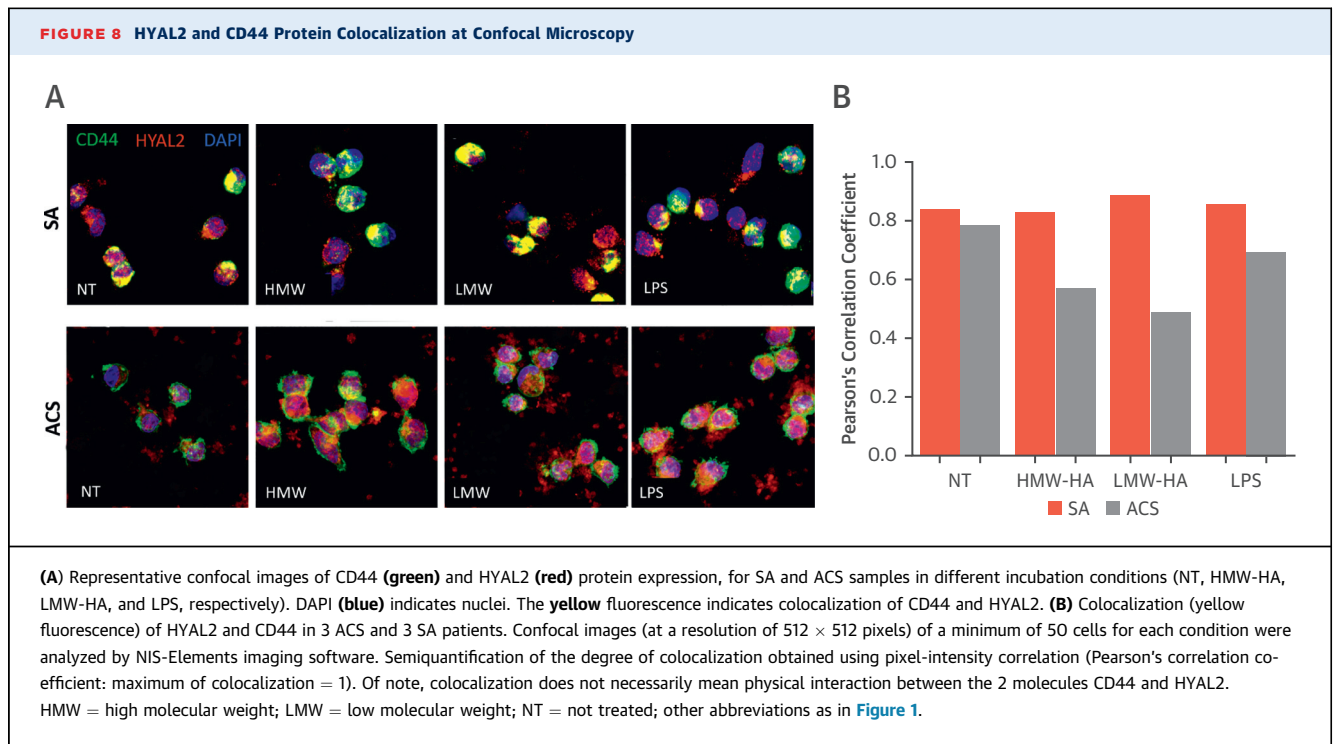 FIGURE 8 HYAL2 and CD44 Protein Colocalization at Confocal Microscopy
A
CD44 HYAL2 DAPI
SA
NT
HMW
LMW
LPS
ACS
NT
HMW
LMW
LPS
B
Pearson's Correlation Coefficient
1.0
0.8
0.6
0.4
0.2
0.0
NT HMW-HA LMW-HA LPS
SA ACS
(A) Representative confocal images of CD44 (green) and HYAL2 (red) protein expression, for SA and ACS samples in different incubation conditions (NT, HMW-HA,
LMW-HA, and LPS, respectively). DAPI (blue) indicates nuclei. The yellow fluorescence indicates colocalization of CD44 and HYAL2. (B) Colocalization (yellow
fluorescence) of HYAL2 and CD44 in 3 ACS and 3 SA patients. Confocal images (at a resolution of 512 × 512 pixels) of a minimum of 50 cells for each condition were
analyzed by NIS-Elements imaging software. Semiquantification of the degree of colocalization obtained using pixel-intensity correlation (Pearson's correlation co-
efficient: maximum of colocalization = 1). Of note, colocalization does not necessarily mean physical interaction between the 2 molecules CD44 and HYAL2.
HMW = high molecular weight; LMW = low molecular weight; NT = not treated; other abbreviations as in Figure 1.